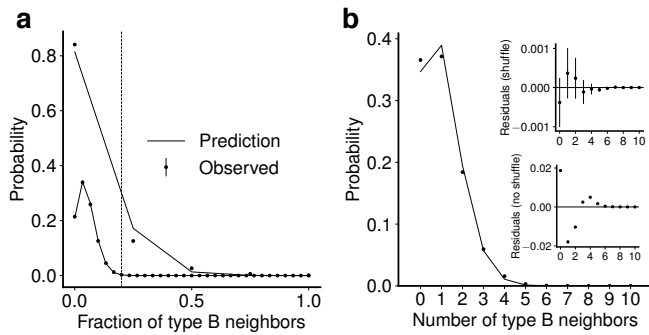 a
Probability
0.8
0.6
0.4
0.2
0.0
0.0
0.5
1.0
Fraction of type B neighbors
Prediction
Observed
b
Probability
0.4
0.3
0.2
0.1
0.0
0 1 2 3 4 5 6 7 8 9 10
Number of type B neighbors
Residuals (shuffle)
0.001
0.000
−0.001
0 2 4 6 8 10
Residuals (no shuffle)
0.02
0.00
−0.02
0 2 4 6 8 10